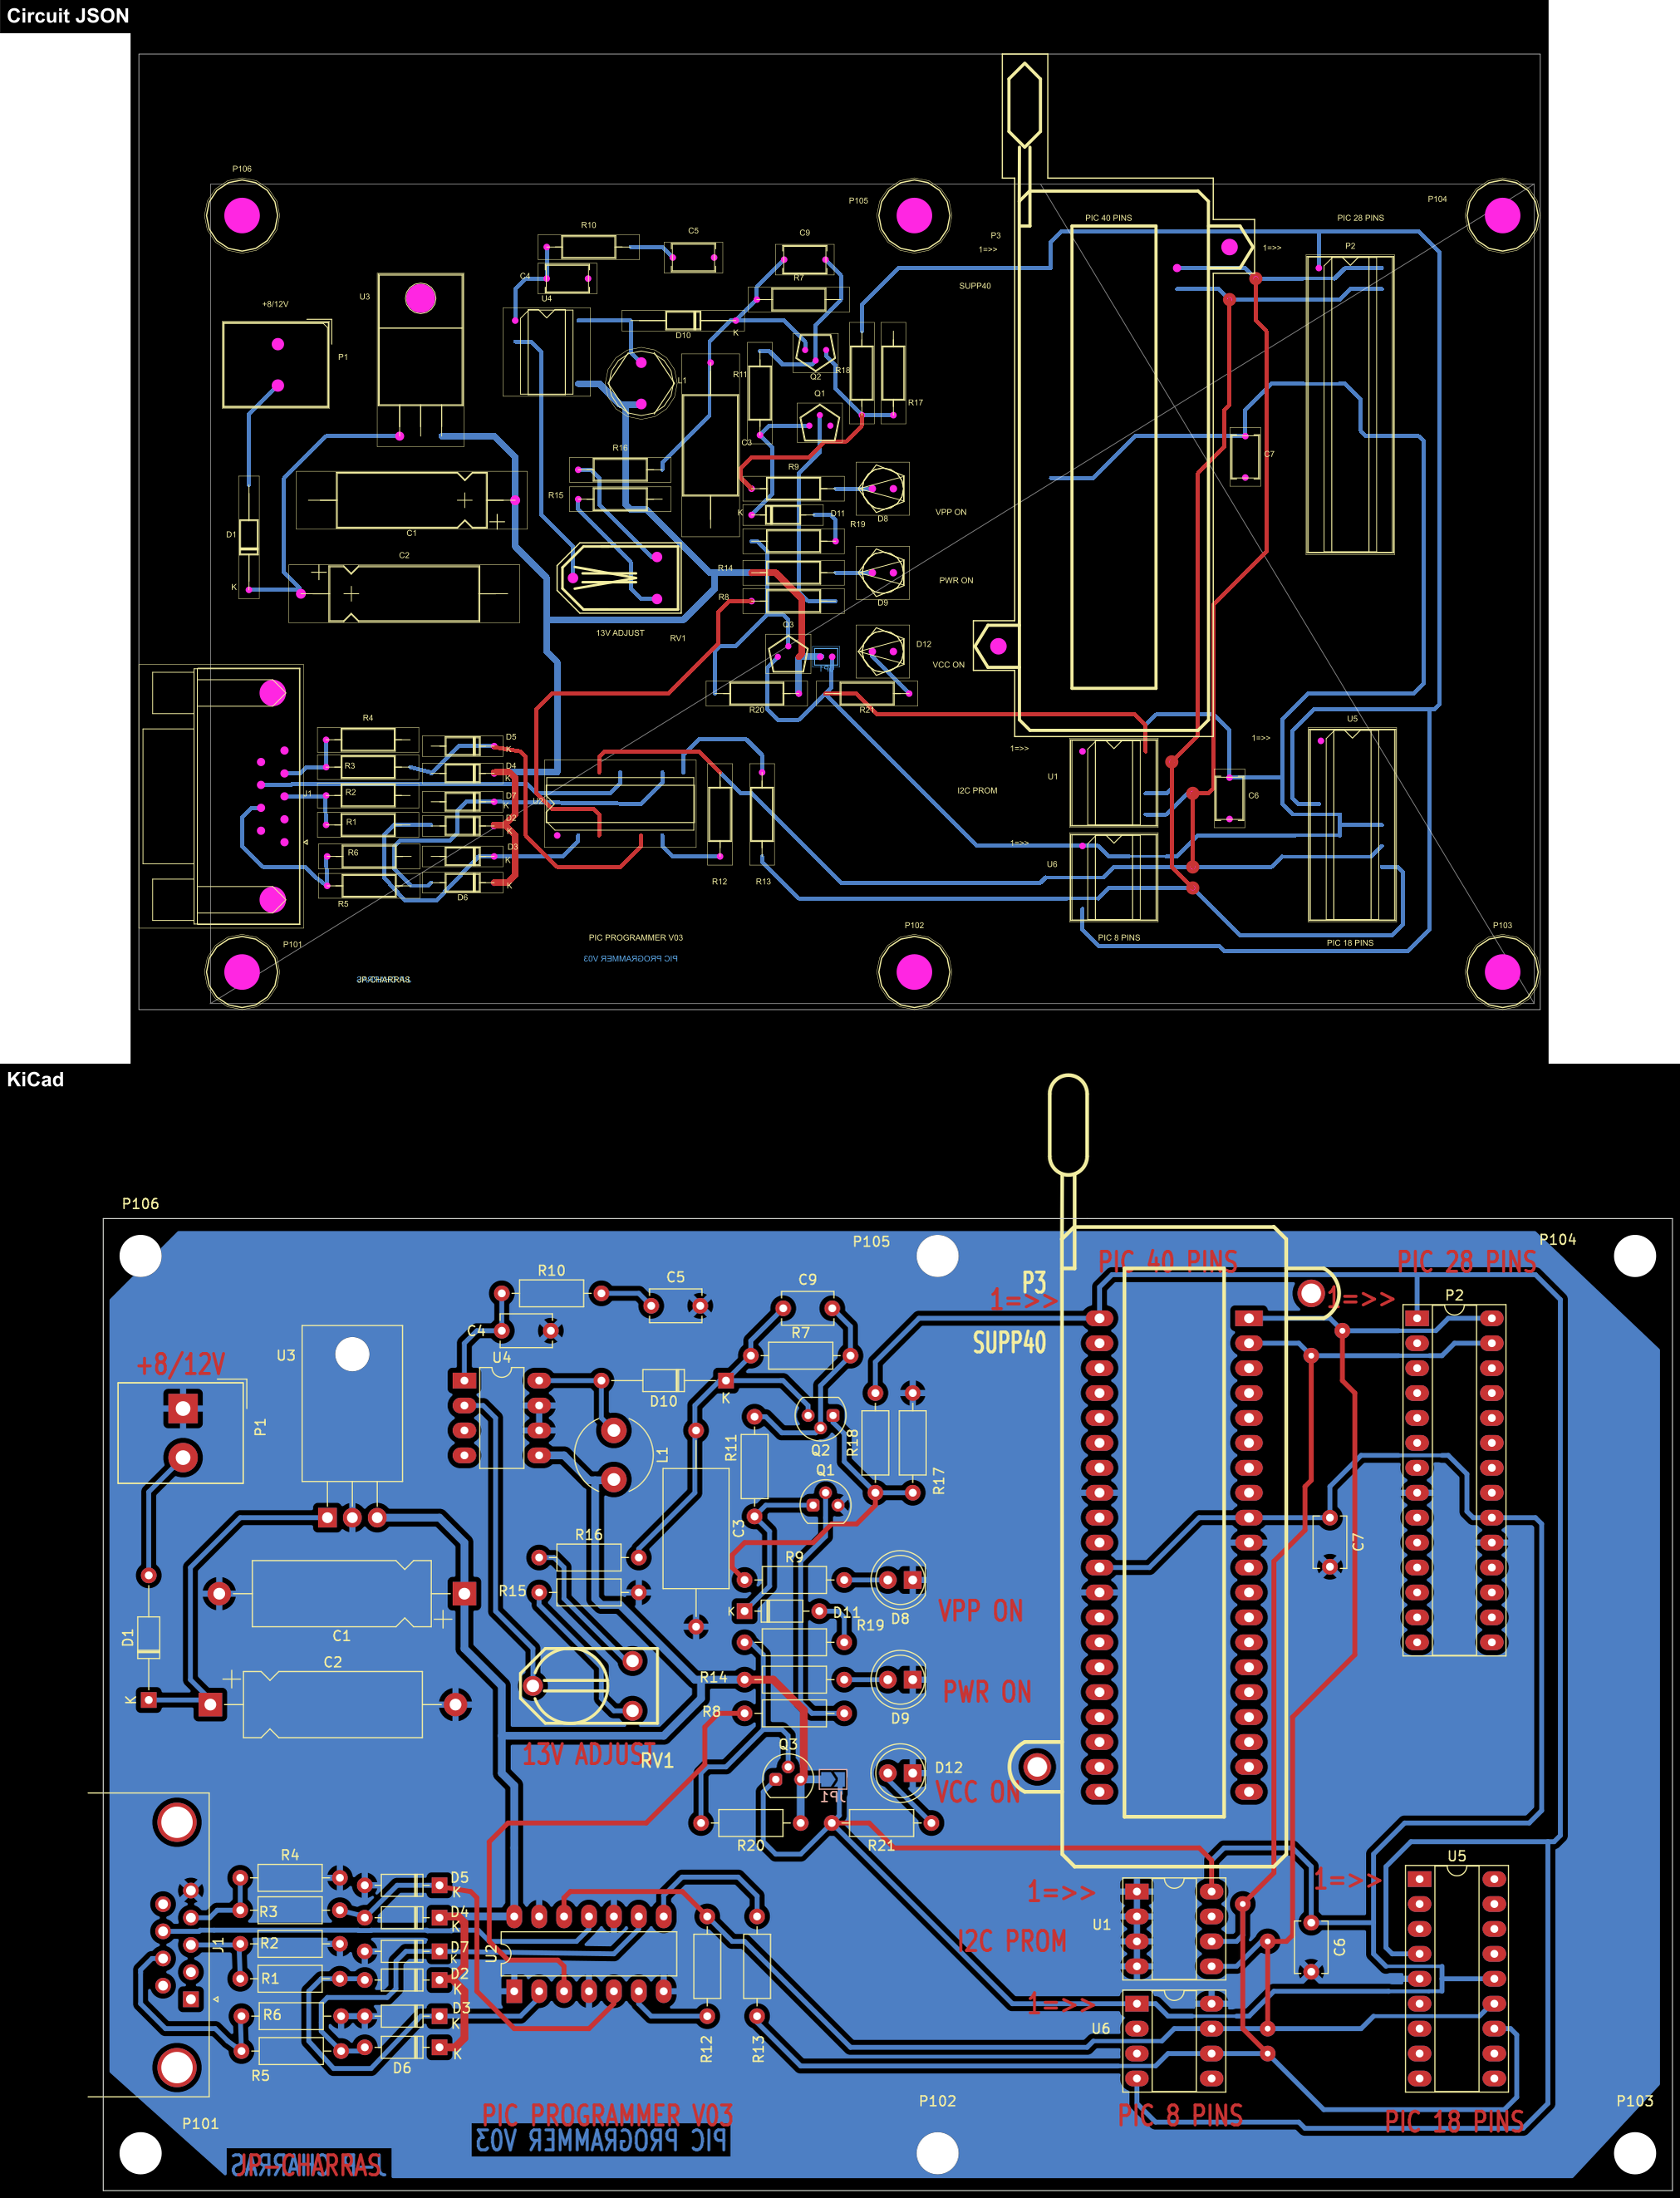 Circuit JSON
P106
P105
P104
PIC 40 PINS
PIC 28 PINS
R10
C5
C9
P3
1=>>
1=>>
P2
C4
R7
SUPP40
U3
U4
+8/12V
D10
K
P1
L1
R11
Q2
R18
Q1
R17
C3
R16
R9
C7
R15
K
D11
D8
VPP ON
R19
D1
C1
C2
R14
PWR ON
K
R8
D9
Q3
13V ADJUST
RV1
D12
VCC ON
JP1
R20
R21
R4
U5
D5
K
1=>>
1=>>
R3
D4
K
U1
J1
R2
D7
K
U2
I2C PROM
C6
R1
D2
K
1=>>
R6
D3
K
U6
R5
D6
K
R12
R13
P101
PIC PROGRAMMER V03
PIC PROGRAMMER V03
P102
PIC 8 PINS
PIC 18 PINS
P103
JP-CHARRAS
KiCad
P106
P105
P104
PIC 40 PINS
PIC 28 PINS
R10
C5
C9
P3
1=>>
1=>>
P2
C4
R7
SUPP40
+8/12V
U3
U4
D10
K
P1
L1
R11
Q2
R18
Q1
R17
C3
R16
R9
C7
R15
K
D11
D8
VPP ON
R19
D1
C1
C2
R14
PWR ON
K
R8
D9
Q3
13V ADJUST
RV1
D12
VCC ON
JP1
R20
R21
R4
U5
D5
K
1=>>
1=>>
R3
D4
K
U1
J1
R2
D7
K
U2
I2C PROM
C6
R1
D2
K
1=>>
R6
D3
K
U6
R5
D6
K
R12
R13
P101
PIC PROGRAMMER V03
PIC PROGRAMMER V03
P102
PIC 8 PINS
PIC 18 PINS
P103
JP-CHARRAS